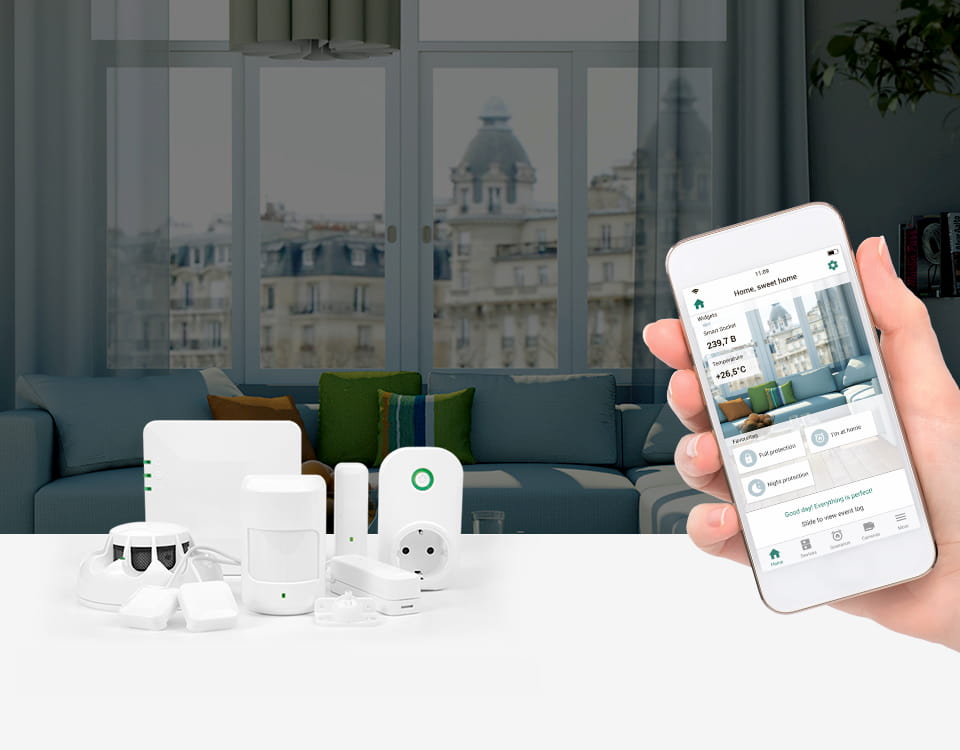 11:09
Home, sweet home
Widgets
Smart Socket
239,7 B
Temperature
+26,5°C
Favourites
Full protection
I'm at home
Night protection
Good day! Everything is perfect!
Slide to view event log
Home
Devices
Scenarios
Cameras
More